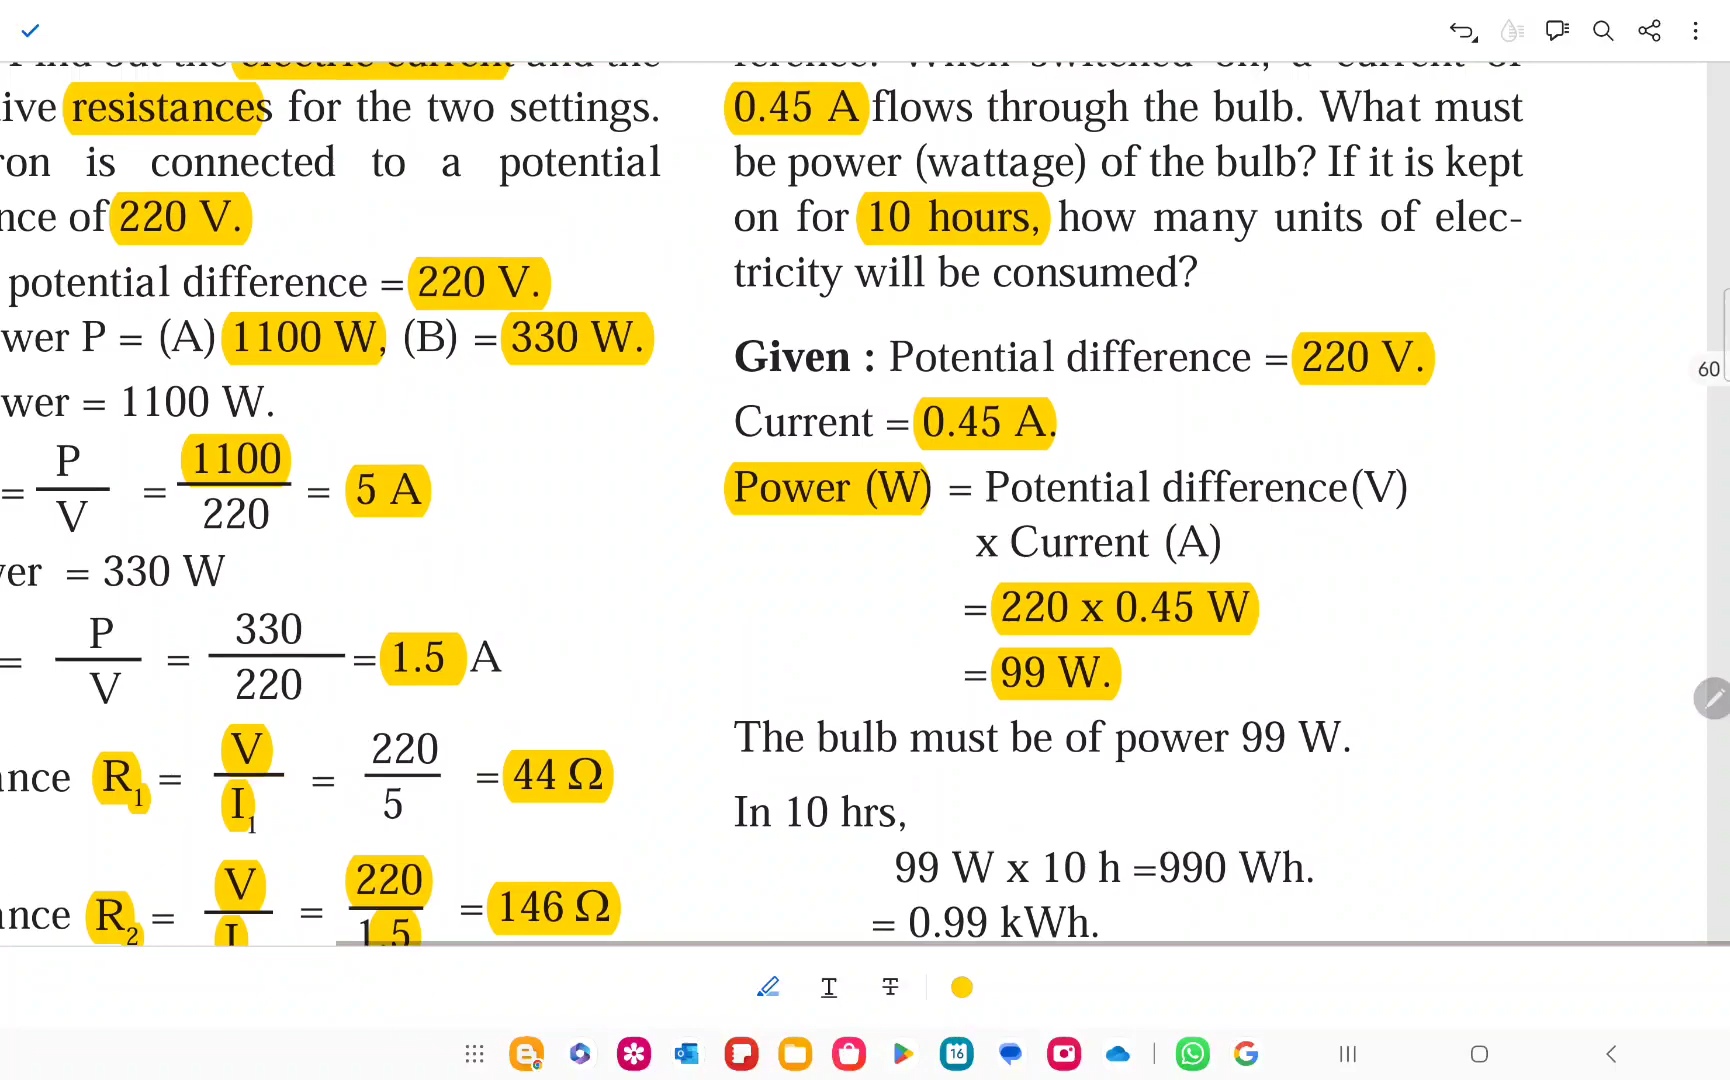 ive resistances for the two settings.
ron is connected to a potential
nce of 220 V.
potential difference = 220 V.
wer P = (A) 1100 W, (B) = 330 W.
wer = 1100 W.
= P/V = 1100/220 = 5 A
er = 330 W
= P/V = 330/220 = 1.5 A
nce R₁ = V/I₁ = 220/5 = 44 Ω
nce R₂ = V/I = 220/1.5 = 146 Ω
0.45 A flows through the bulb. What must
be power (wattage) of the bulb? If it is kept
on for 10 hours, how many units of elec-
tricity will be consumed?
Given : Potential difference = 220 V.
Current = 0.45 A.
Power (W) = Potential difference(V)
x Current (A)
= 220 x 0.45 W
= 99 W.
The bulb must be of power 99 W.
In 10 hrs,
99 W x 10 h =990 Wh.
= 0.99 kWh.
60
T T
16